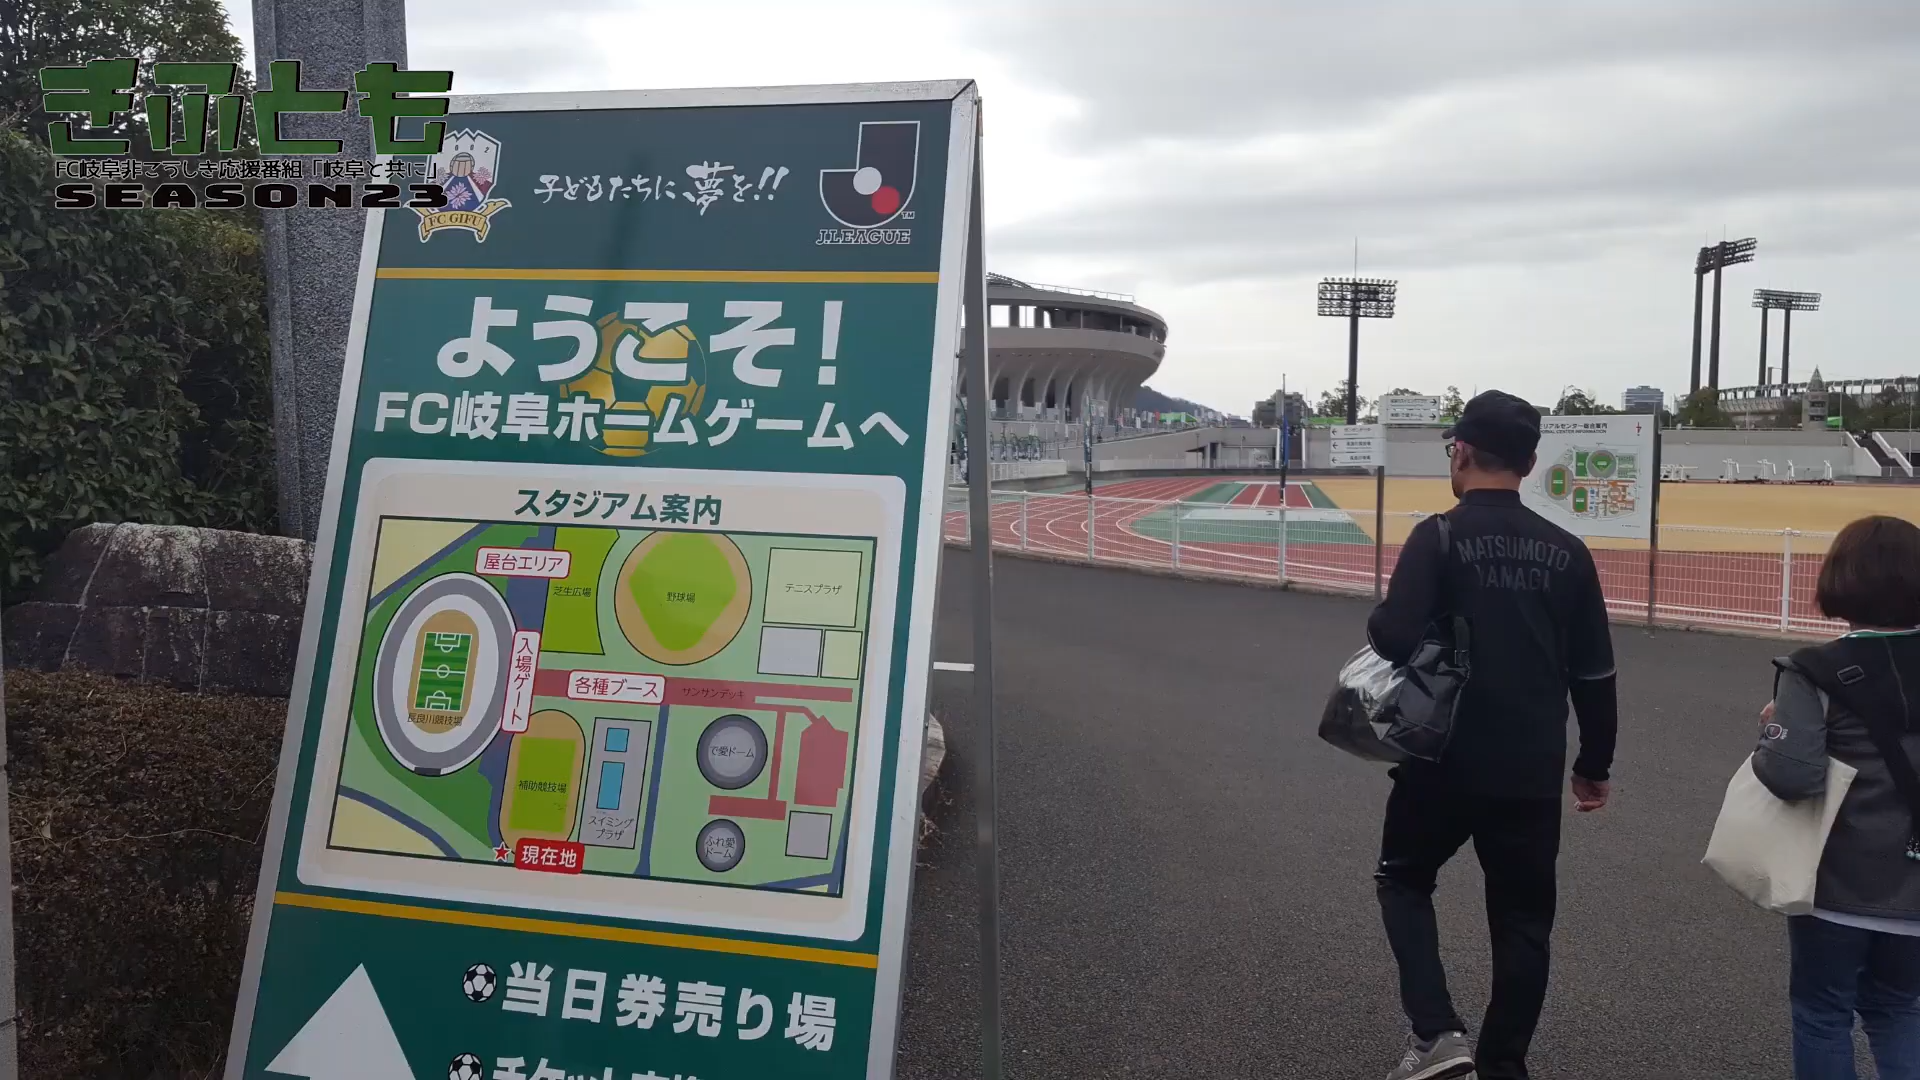 ぎふとも
FC岐阜非こうしき応援番組「岐阜と共に」
SEASON23
2002
FC GIFU
子どもたちに、夢を!!
J.LEAGUE
TM
ようこそ!
FC岐阜ホームゲームへ
スタジアム案内
屋台エリア
芝生広場
野球場
テニスプラザ
入場ゲート
各種ブース
サンサンデッキ
長良川競技場
で愛ドーム
補助競技場
スイミング
プラザ
ふれ愛
ドーム
現在地
当日券売り場
MATSUMOTO
YAMAGA